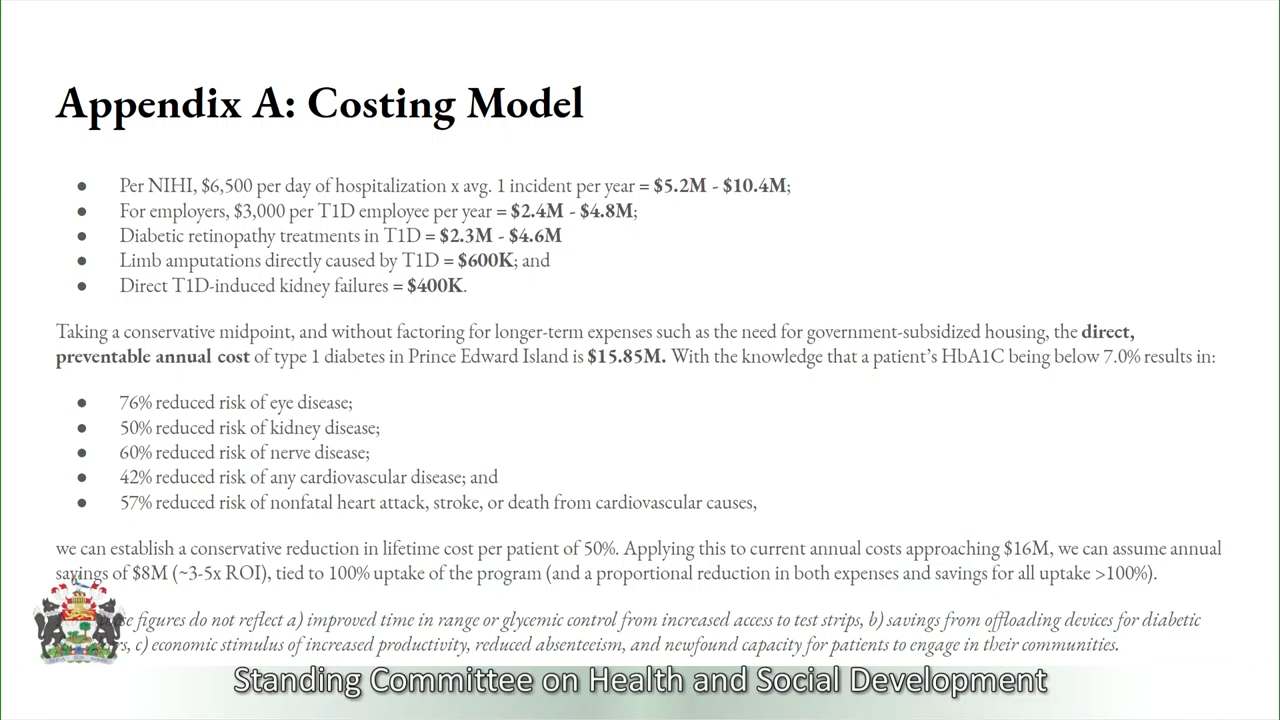 Appendix A: Costing Model
● Per NIHI, $6,500 per day of hospitalization x avg. 1 incident per year = $5.2M - $10.4M;
● For employers, $3,000 per T1D employee per year = $2.4M - $4.8M;
● Diabetic retinopathy treatments in T1D = $2.3M - $4.6M
● Limb amputations directly caused by T1D = $600K; and
● Direct T1D-induced kidney failures = $400K.
Taking a conservative midpoint, and without factoring for longer-term expenses such as the need for government-subsidized housing, the direct,
preventable annual cost of type 1 diabetes in Prince Edward Island is $15.85M. With the knowledge that a patient's HbA1C being below 7.0% results in:
● 76% reduced risk of eye disease;
● 50% reduced risk of kidney disease;
● 60% reduced risk of nerve disease;
● 42% reduced risk of any cardiovascular disease; and
● 57% reduced risk of nonfatal heart attack, stroke, or death from cardiovascular causes,
we can establish a conservative reduction in lifetime cost per patient of 50%. Applying this to current annual costs approaching $16M, we can assume annual
savings of $8M (~3-5x ROI), tied to 100% uptake of the program (and a proportional reduction in both expenses and savings for all uptake >100%).
figures do not reflect a) improved time in range or glycemic control from increased access to test strips, b) savings from offloading devices for diabetic
c) economic stimulus of increased productivity, reduced absenteeism, and newfound capacity for patients to engage in their communities.
Standing Committee on Health and Social Development